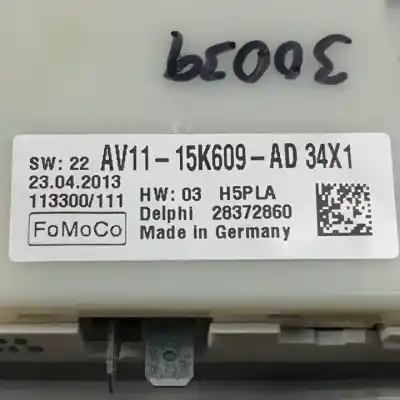 30039
SW: 22 AV11-15K609-AD 34X1
23.04.2013 HW: 03 H5PLA
113300/111 Delphi 28372860
FoMoCo Made in Germany